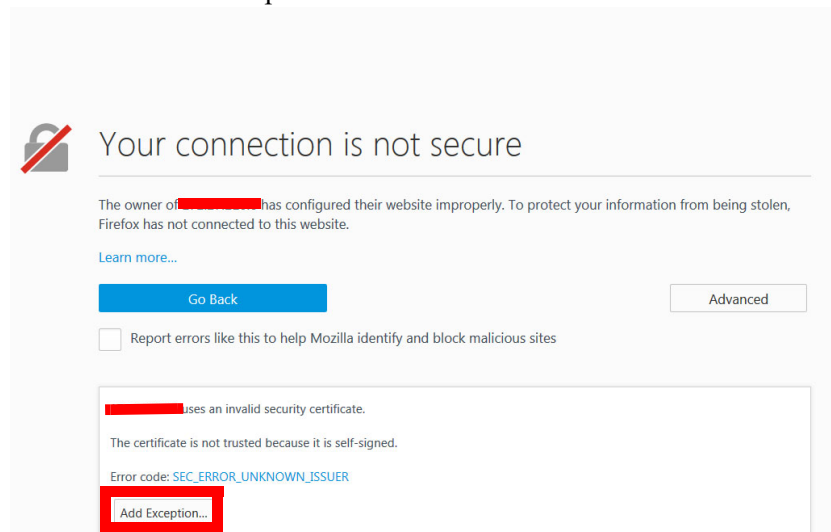 Your connection is not secure
The owner of has configured their website improperly. To protect your information from being stolen,
Firefox has not connected to this website.
Learn more...
Go Back
Advanced
Report errors like this to help Mozilla identify and block malicious sites
uses an invalid security certificate.
The certificate is not trusted because it is self-signed.
Error code: SEC_ERROR_UNKNOWN_ISSUER
Add Exception...